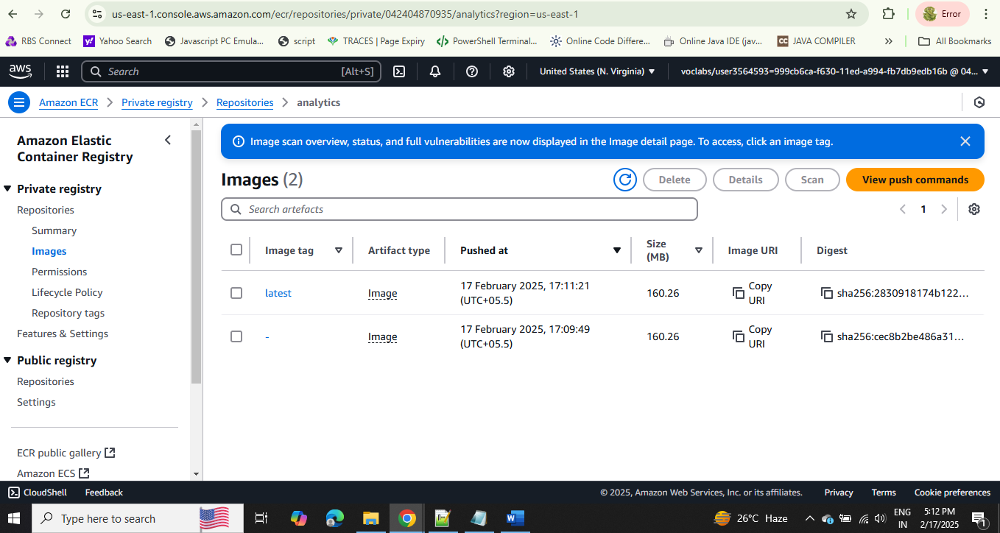 us-east-1.console.aws.amazon.com/ecr/repositories/private/042404870935/analytics?region=us-east-1
Error
RBS Connect
Yahoo Search
Javascript PC Emula...
script
TRACES | Page Expiry
PowerShell Terminal...
Online Code Differe...
Online Java IDE (jav...
CC JAVA COMPILER
»
All Bookmarks
aws
Search [Alt+S]
United States (N. Virginia)
voclabs/user3564593=999cb6ca-f630-11ed-a994-fb7db9edb16b @ 04...
Amazon ECR
Private registry
Repositories
analytics
Amazon Elastic
Container Registry
Private registry
Repositories
Summary
Images
Permissions
Lifecycle Policy
Repository tags
Features & Settings
Public registry
Repositories
Settings
ECR public gallery
Amazon ECS
Image scan overview, status, and full vulnerabilities are now displayed in the Image detail page. To access, click an image tag.
Images (2)
Delete
Details
Scan
View push commands
Search artefacts
1
Image tag
Artifact type
Pushed at
Size
(MB)
Image URI
Digest
latest
Image
17 February 2025, 17:11:21
(UTC+05.5)
160.26
Copy
URI
sha256:2830918174b122...
-
Image
17 February 2025, 17:09:49
(UTC+05.5)
160.26
Copy
URI
sha256:cec8b2be486a31...
CloudShell
Feedback
© 2025, Amazon Web Services, Inc. or its affiliates.
Privacy
Terms
Cookie preferences
Type here to search
26°C Haze
ENG
IN
5:12 PM
2/17/2025
1